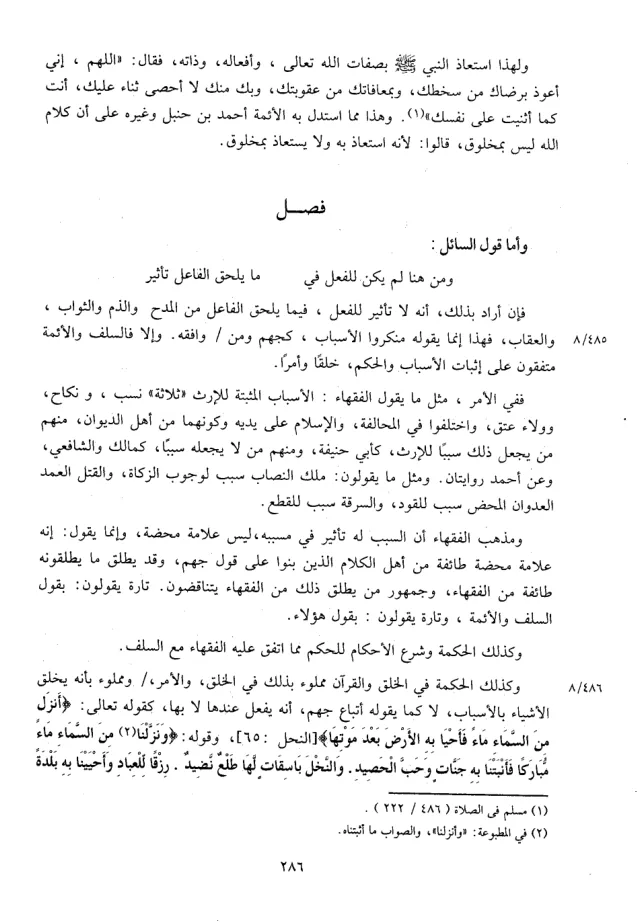 ولهذا استعاذ النبي ﷺ بصفات الله تعالى ، وأفعاله، وذاته، فقال: «اللهم ، إني
أعوذ برضاك من سخطك، وبمعافاتك من عقوبتك، وبك منك لا أحصى ثناء عليك، أنت
كما أثنيت على نفسك»(١). وهذا مما استدل به الأئمة أحمد بن حنبل وغيره على أن كلام
الله ليس بمخلوق، قالوا: لأنه استعاذ به ولا يستعاذ بمخلوق.
فصـــل
وأما قول السائل :
ومن هنا لم يكن للفعل في ما يلحق الفاعل تأثير
فإن أراد بذلك، أنه لا تأثير للفعل ، فيما يلحق الفاعل من المدح والذم والثواب ،
والعقاب، فهذا إنما يقوله منكروا الأسباب ، كجهم ومن / وافقه. وإلا فالسلف والأئمة ٨/٤٨٥
متفقون على إثبات الأسباب والحكم، خلقًا وأمرًا.
ففي الأمر ، مثل ما يقول الفقهاء : الأسباب المثبتة للإرث «ثلاثة» نسب ، و نكاح،
وولاء عتق، واختلفوا في المحالفة، والإسلام على يديه وكونهما من أهل الديوان، منهم
من يجعل ذلك سببًا للإرث، كأبي حنيفة، ومنهم من لا يجعله سببًا، كمالك والشافعي،
وعن أحمد روايتان. ومثل ما يقولون: ملك النصاب سبب لوجوب الزكاة، والقتل العمد
العدوان المحض سبب للقود، والسرقة سبب للقطع.
ومذهب الفقهاء أن السبب له تأثير في مسببه،ليس علامة محضة، وإنما يقول: إنه
علامة محضة طائفة من أهل الكلام الذين بنوا على قول جهم، وقد يطلق ما يطلقونه
طائفة من الفقهاء، وجمهور من يطلق ذلك من الفقهاء يتناقضون. تارة يقولون: بقول
السلف والأئمة ، وتارة يقولون : بقول هؤلاء.
وكذلك الحكمة وشرع الأحكام للحكم مما اتفق عليه الفقهاء مع السلف.
وكذلك الحكمة في الخلق والقرآن مملوء بذلك في الخلق، والأمر،/ ومملوء بأنه يخلق ٨/٤٨٦
الأشياء بالأسباب، لا كما يقوله أتباع جهم، أنه يفعل عندها لا بها، كقوله تعالى: ﴿أَنزَلَ
مِنَ السَّمَاءِ مَاءً فَأَحْيَا بِهِ الأَرْضَ بَعْدَ مَوْتِهَا﴾[النحل :٦٥]، وقوله: ﴿وَنَزَّلْنَا(٢) مِنَ السَّمَاءِ مَاءً
مُّبَارَكًا فَأَنبَتْنَا بِهِ جَنَّاتٍ وَحَبَّ الْحَصِيدِ . وَالنَّخْلَ بَاسِقَاتٍ لَّهَا طَلْعٌ نَّضِيدٌ . رِزْقًا لِّلْعِبَادِ وَأَحْيَيْنَا بِهِ بَلْدَةً
(١) مسلم فى الصلاة ( ٤٨٦ / ٢٢٢ ) .
(٢) في المطبوعة: «وأنزلنا»، والصواب ما أثبتناه.
٢٨٦